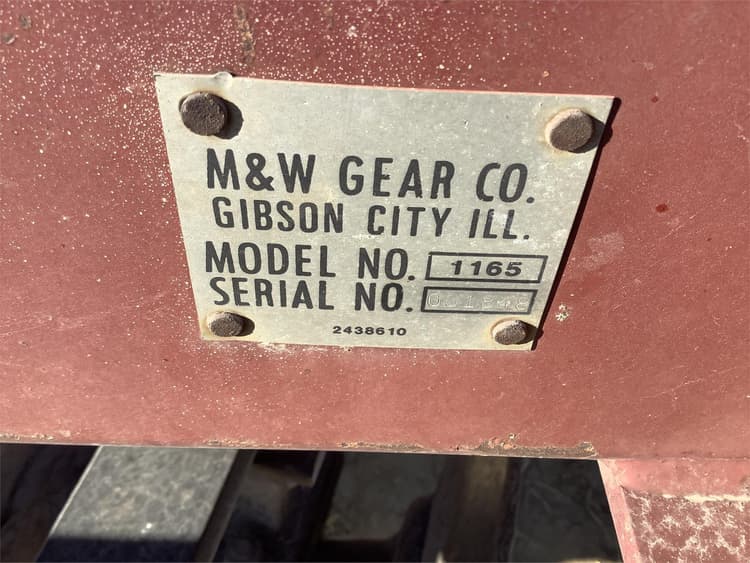 M&W GEAR CO.
GIBSON CITY ILL.
MODEL NO. 1165
SERIAL NO.
2438610